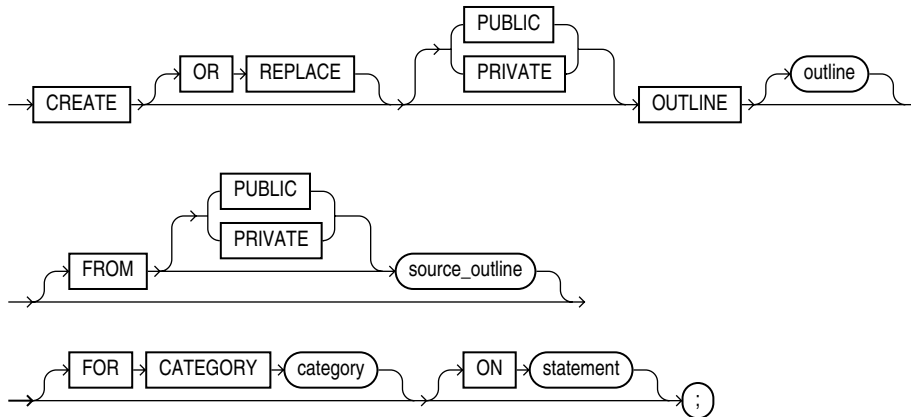 PUBLIC
OR REPLACE PRIVATE outline
CREATE OUTLINE
PUBLIC
PRIVATE
FROM source_outline
FOR CATEGORY category ON statement
;